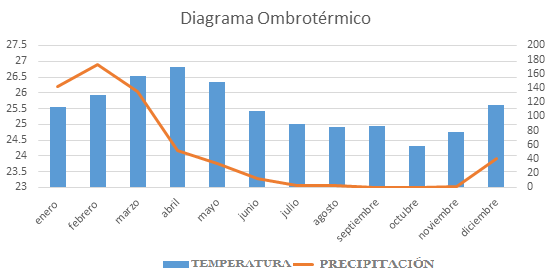 Diagrama Ombrotérmico
27.5
27
26.5
26
25.5
25
24.5
24
23.5
23
200
180
160
140
120
100
80
60
40
20
0
enero
febrero
marzo
abril
mayo
junio
julio
agosto
septiembre
octubre
noviembre
diciembre
TEMPERATURA PRECIPITACIÓN